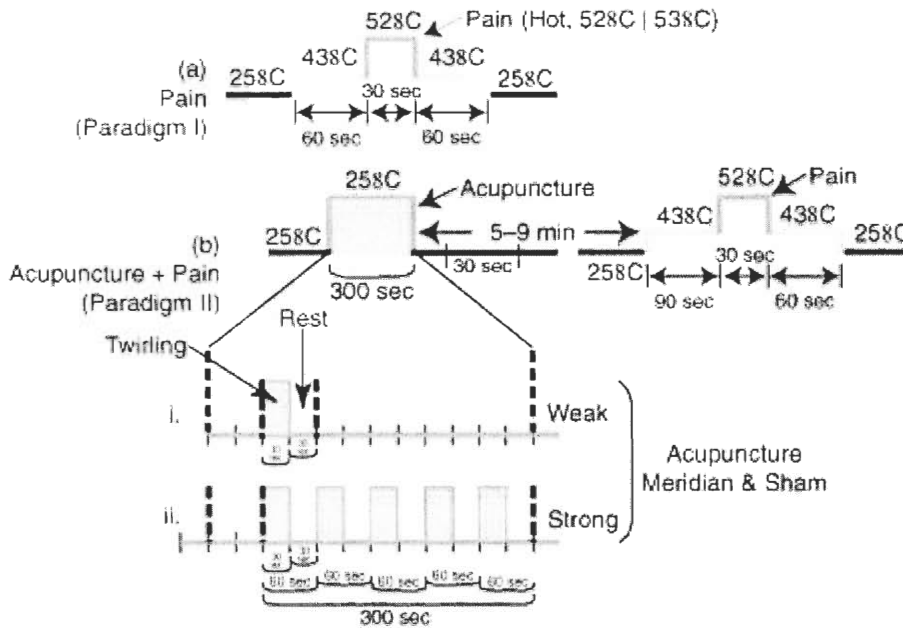 528C
Pain (Hot, 528C | 538C)
438C 438C
(a)
258C 258C
Pain
(Paradigm I)
30 sec
60 sec 60 sec
258C
Acupuncture
528C
Pain
438C 438C
5–9 min
(b)
258C 258C
Acupuncture + Pain
(Paradigm II)
30 sec 30 sec
258C
300 sec
90 sec 60 sec
Rest
Twirling
i.
Weak
Acupuncture
Meridian & Sham
ii.
Strong
60 sec 60 sec 60 sec 60 sec 60 sec
300 sec